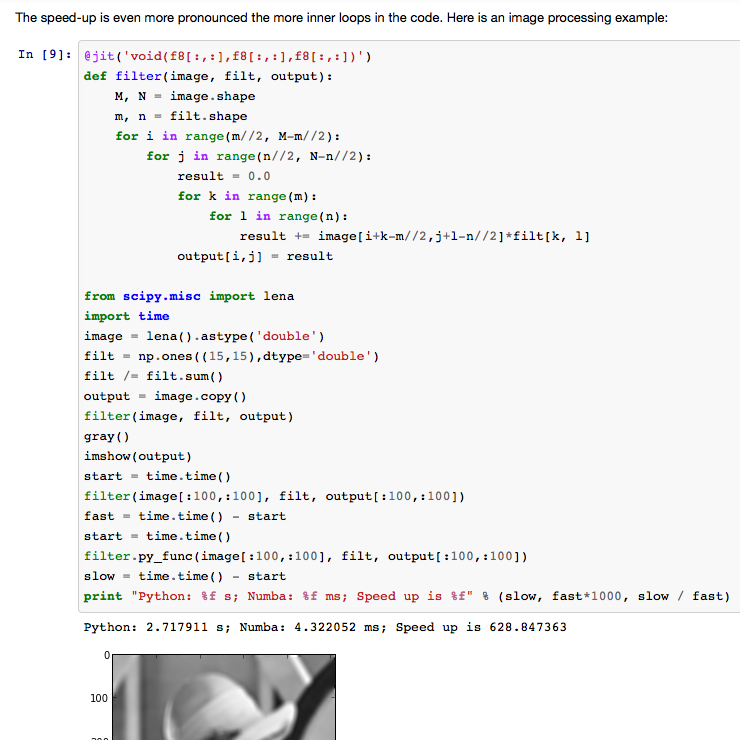 The speed-up is even more pronounced the more inner loops in the code. Here is an image processing example:
In [9]: @jit('void(f8[:,:],f8[:,:],f8[:,:])')
def filter(image, filt, output):
    M, N = image.shape
    m, n = filt.shape
    for i in range(m//2, M-m//2):
        for j in range(n//2, N-n//2):
            result = 0.0
            for k in range(m):
                for l in range(n):
                    result += image[i+k-m//2,j+l-n//2]*filt[k, l]
            output[i,j] = result
from scipy.misc import lena
import time
image = lena().astype('double')
filt = np.ones((15,15),dtype='double')
filt /= filt.sum()
output = image.copy()
filter(image, filt, output)
gray()
imshow(output)
start = time.time()
filter(image[:100,:100], filt, output[:100,:100])
fast = time.time() - start
start = time.time()
filter.py_func(image[:100,:100], filt, output[:100,:100])
slow = time.time() - start
print "Python: %f s; Numba: %f ms; Speed up is %f" % (slow, fast*1000, slow / fast)
Python: 2.717911 s; Numba: 4.322052 ms; Speed up is 628.847363
0
100